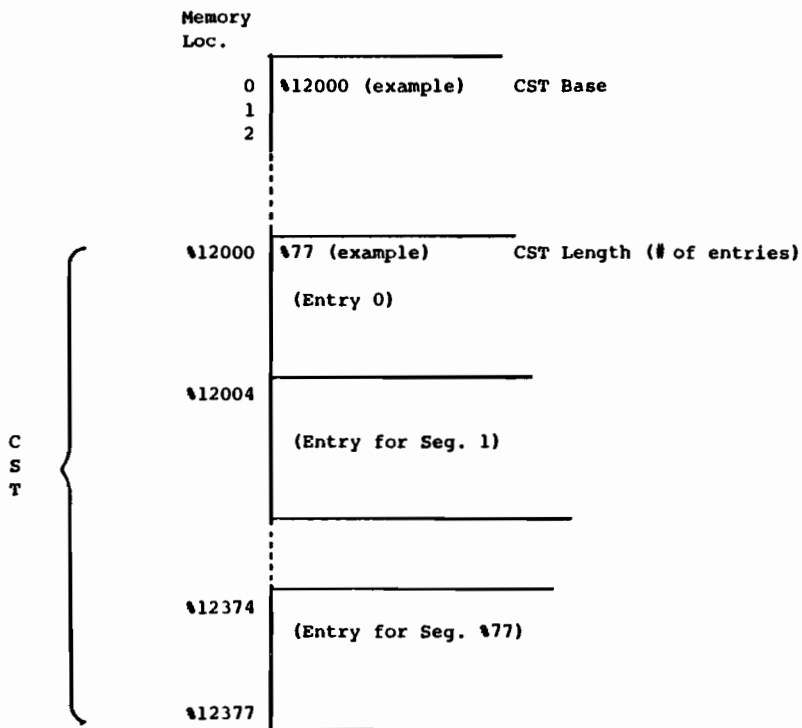 Memory
Loc.
0 %12000 (example) CST Base
1
2
%12000 %77 (example) CST Length (# of entries)
(Entry 0)
%12004
(Entry for Seg. 1)
C
S
T
%12374
(Entry for Seg. %77)
%12377